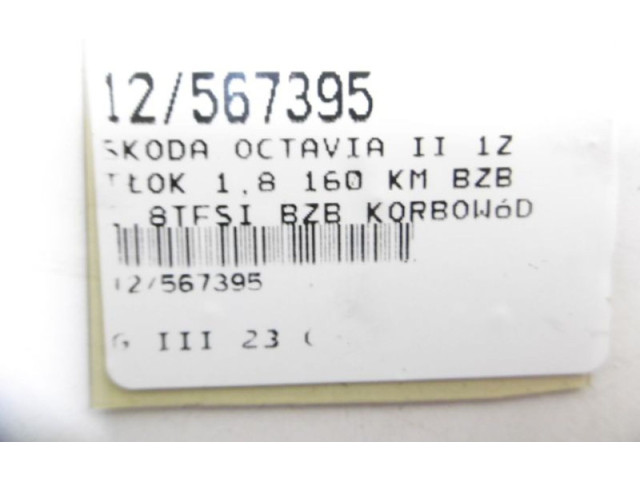 12/567395
SKODA OCTAVIA II 1Z
TŁOK 1,8 160 KM BZB
1,8TFSI BZB KORBOWóD
12/567395
G III 23 (